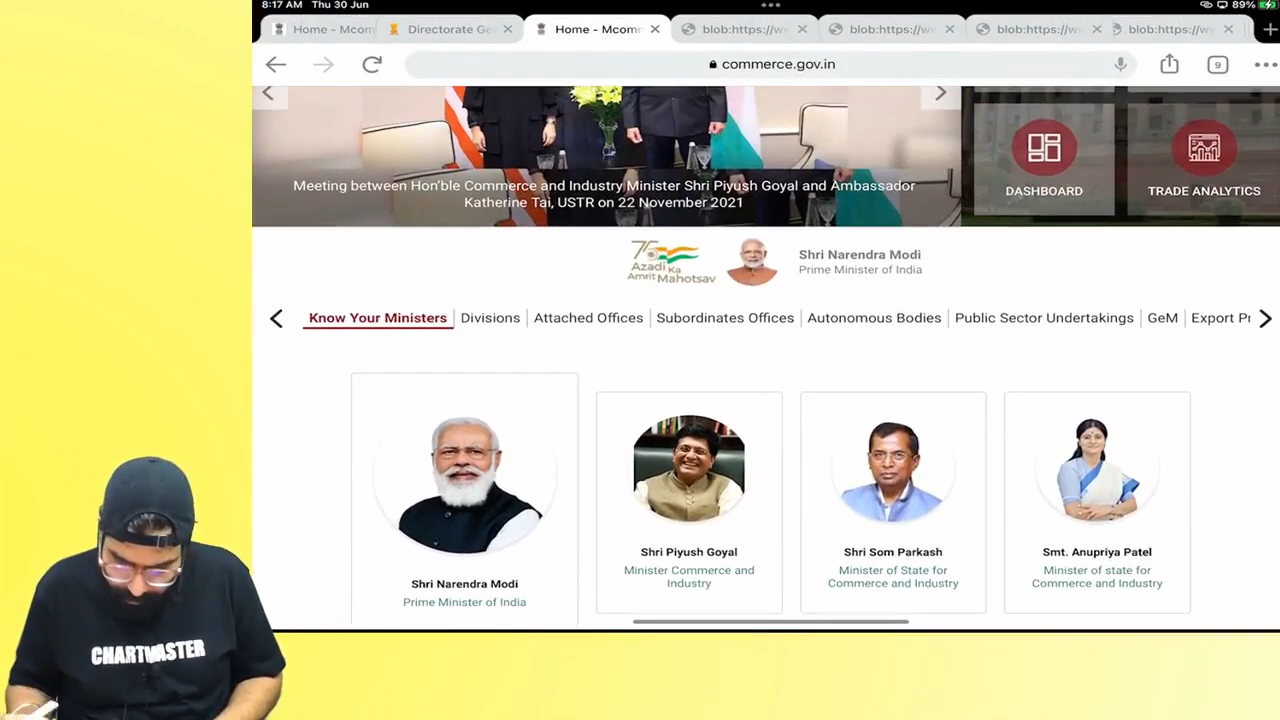 8:17 AM Thu 30 Jun
89%
Home - Mcom
Directorate Ge
Home - Mcom
blob:https://w
blob:https://w
blob:https://w
blob:https://w
commerce.gov.in
9
DASHBOARD
TRADE ANALYTICS
Meeting between Hon'ble Commerce and Industry Minister Shri Piyush Goyal and Ambassador
Katherine Tai, USTR on 22 November 2021
75
Azadi Ka
Amrit Mahotsav
Shri Narendra Modi
Prime Minister of India
Know Your Ministers
Divisions
Attached Offices
Subordinates Offices
Autonomous Bodies
Public Sector Undertakings
GeM
Export Pr
Shri Narendra Modi
Prime Minister of India
Shri Piyush Goyal
Minister Commerce and
Industry
Shri Som Parkash
Minister of State for
Commerce and Industry
Smt. Anupriya Patel
Minister of state for
Commerce and Industry
CHARTMASTER